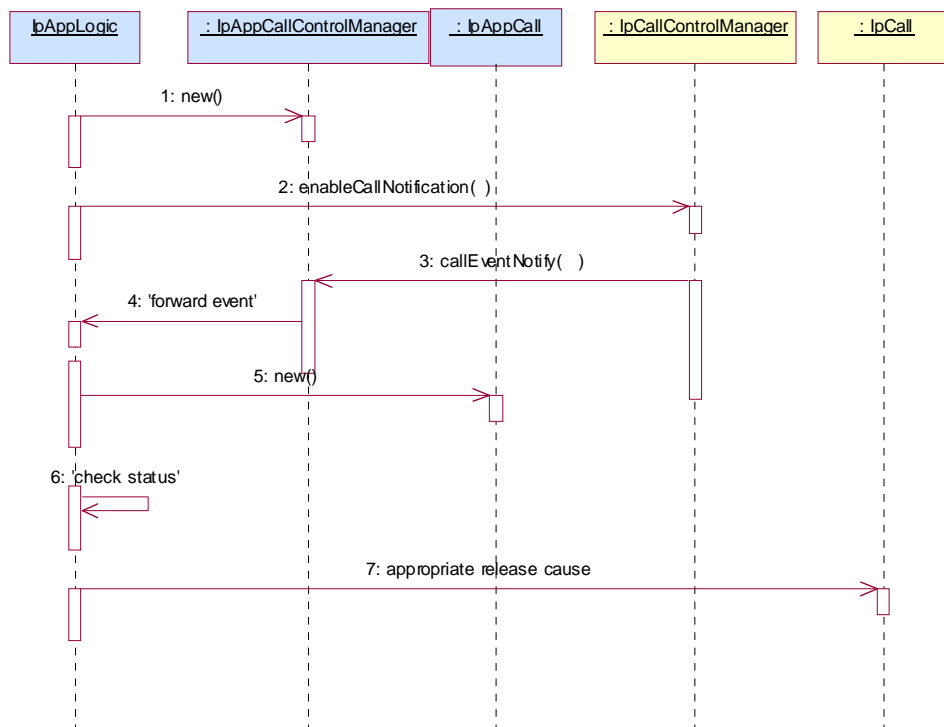 IpAppLogic
: IpAppCallControlManager
: IpAppCall
: IpCallControlManager
: IpCall
1: new()
2: enableCallNotification( )
3: callEventNotify( )
4: 'forward event'
5: new()
6: 'check status'
7: appropriate release cause